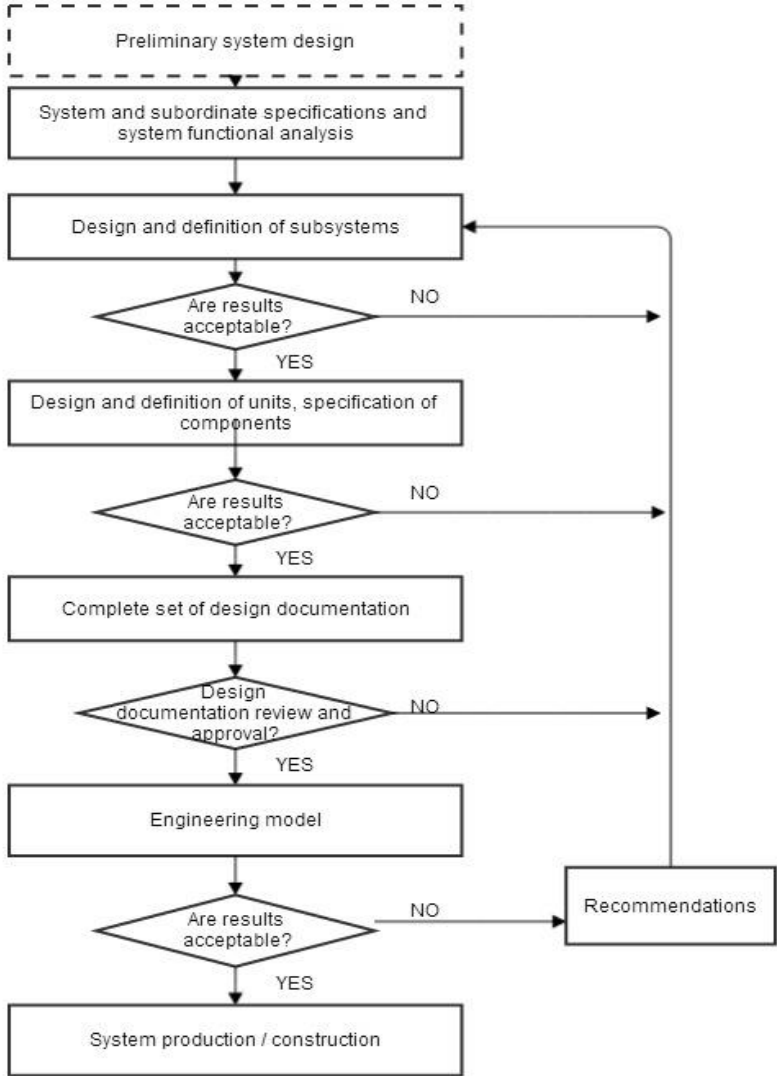 Preliminary system design
System and subordinate specifications and
system functional analysis
Design and definition of subsystems
Are results
acceptable?
NO
YES
Design and definition of units, specification of
components
Are results
acceptable?
NO
YES
Complete set of design documentation
Design
documentation review and
approval?
NO
YES
Engineering model
Are results
acceptable?
NO
Recommendations
YES
System production / construction